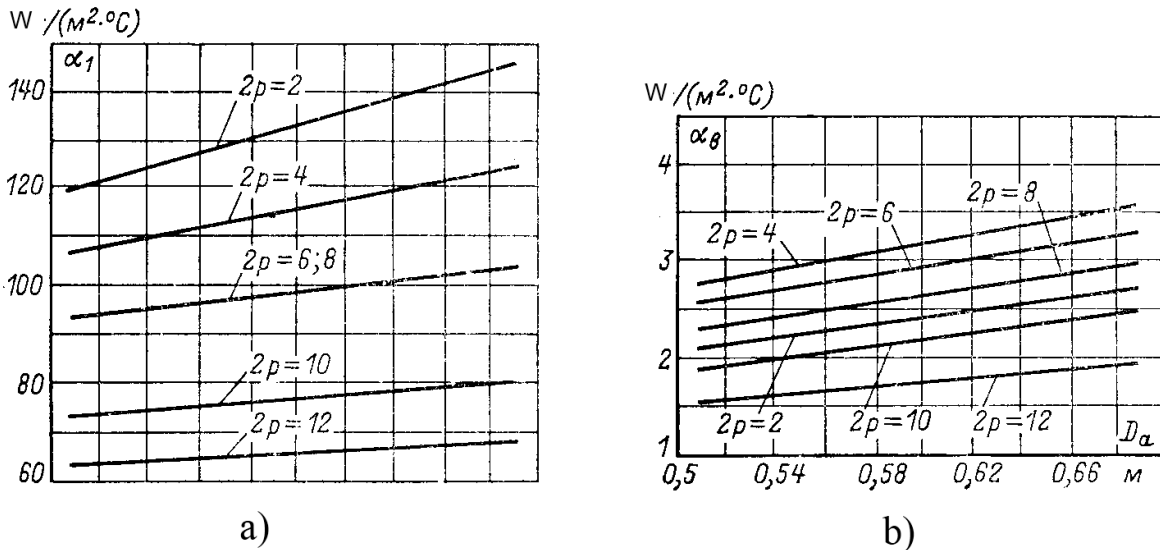 W /(м²·°C)
α₁
140
120
100
80
60
2p=2
2p=4
2p=6;8
2p=10
2p=12
a)
W /(м²·°C)
α_в
4
3
2
1
2p=4
2p=6
2p=8
2p=2
2p=10
2p=12
Dₐ
0,5
0,54
0,58
0,62
0,66
м
b)